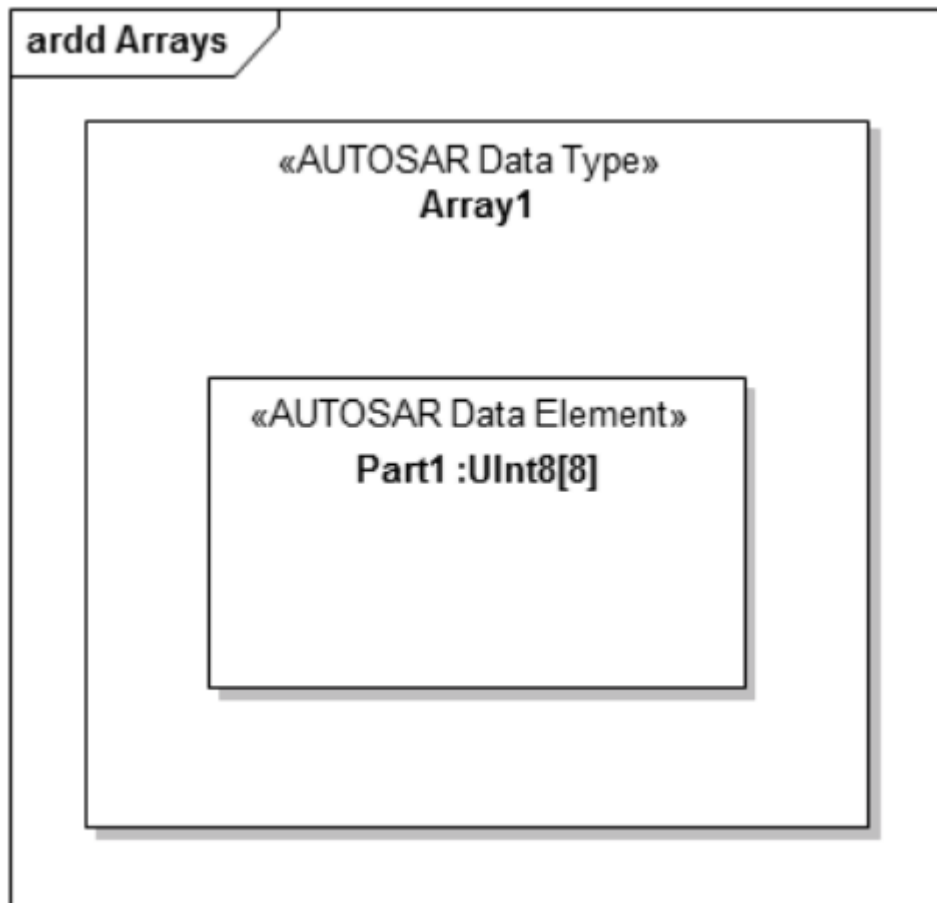 ardd Arrays
«AUTOSAR Data Type»
Array1
«AUTOSAR Data Element»
Part1 :UInt8[8]